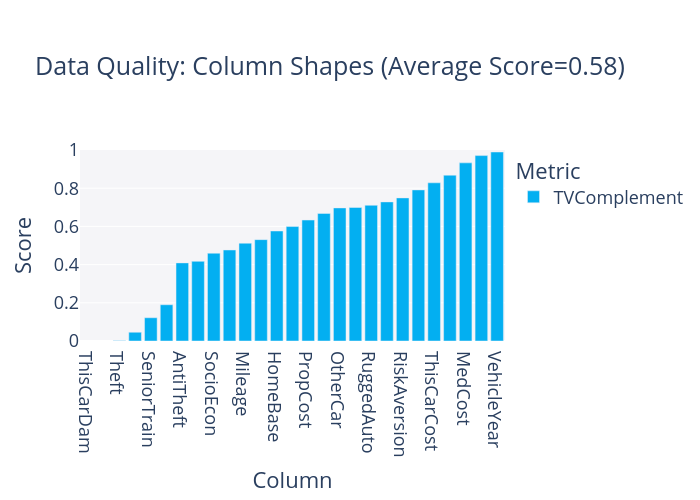 Data Quality: Column Shapes (Average Score=0.58)
Score
1
0.8
0.6
0.4
0.2
0
Metric
TVComplement
ThisCarDam
Theft
SeniorTrain
AntiTheft
SocioEcon
Mileage
HomeBase
PropCost
OtherCar
RuggedAuto
RiskAversion
ThisCarCost
MedCost
VehicleYear
Column